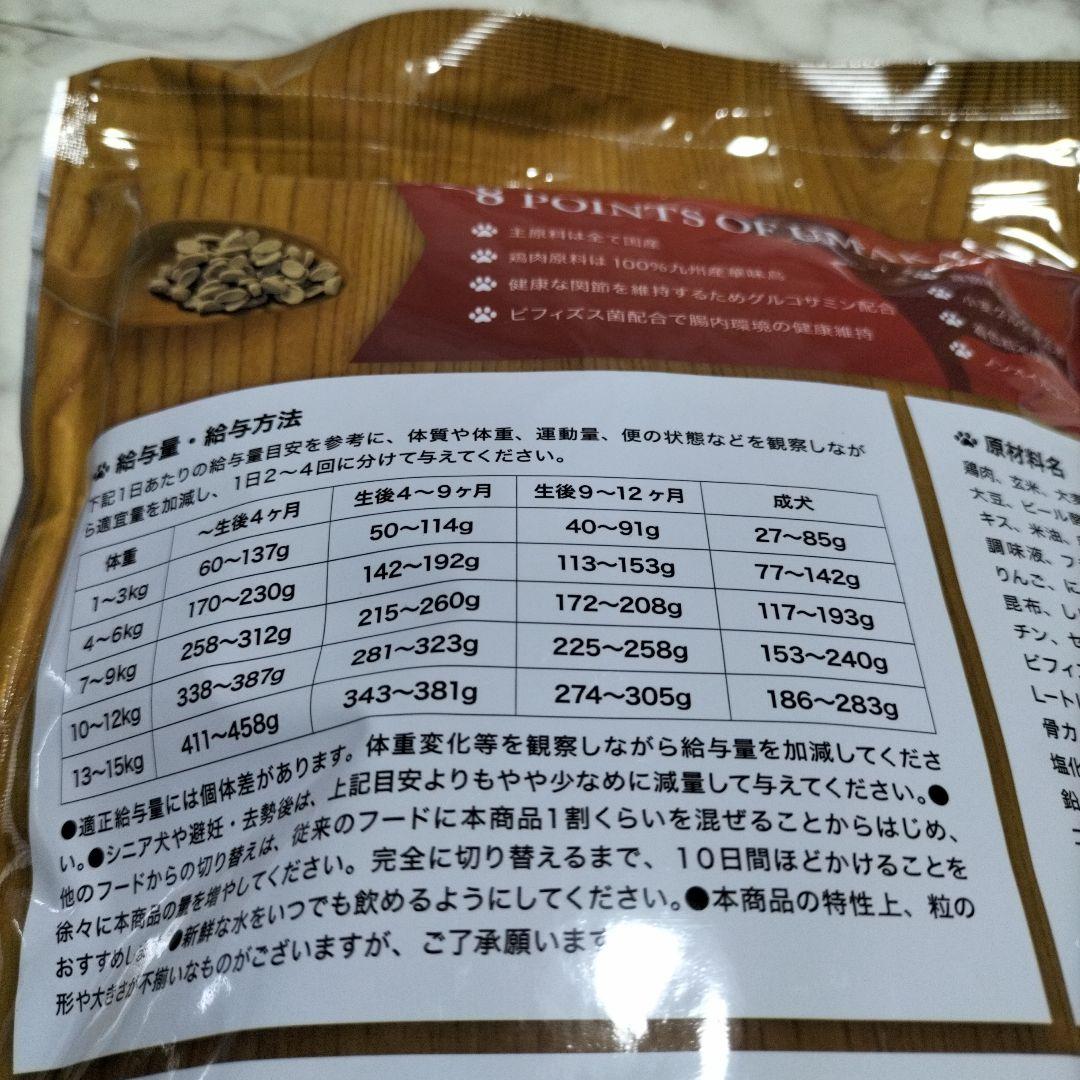 8 POINTS OF UMAKA
主原料は全て国産
鶏肉原料は100%九州産華味鳥
健康な関節を維持するためグルコサミン配合
ビフィズス菌配合で腸内環境の健康維持
給与量・給与方法
下記1日あたりの給与量目安を参考に、体質や体重、運動量、便の状態などを観察しなが
ら適宜量を加減し、1日2〜4回に分けて与えてください。
体重 〜生後4ヶ月 生後4〜9ヶ月 生後9〜12ヶ月 成犬
1〜3kg 60〜137g 50〜114g 40〜91g 27〜85g
4〜6kg 170〜230g 142〜192g 113〜153g 77〜142g
7〜9kg 258〜312g 215〜260g 172〜208g 117〜193g
10〜12kg 338〜387g 281〜323g 225〜258g 153〜240g
13〜15kg 411〜458g 343〜381g 274〜305g 186〜283g
●適正給与量には個体差があります。体重変化等を観察しながら給与量を加減してくださ
い。●シニア犬や避妊・去勢後は、上記目安よりもやや少なめに減量して与えてください。●
他のフードからの切り替えは、従来のフードに本商品1割くらいを混ぜることからはじめ、
徐々に本商品の量を増やしてください。完全に切り替えるまで、10日間ほどかけることを
おすすめします●新鮮な水をいつでも飲めるようにしてください。●本商品の特性上、粒の
形や大きさが不揃いなものがございますが、ご了承願います
原材料名
鶏肉、玄米、大麦
大豆、ビール酵
キス、米油、
調味液、フ
りんご、に
昆布、し
チン、セ
ビフィズ
レート
骨カ
塩化
鉛